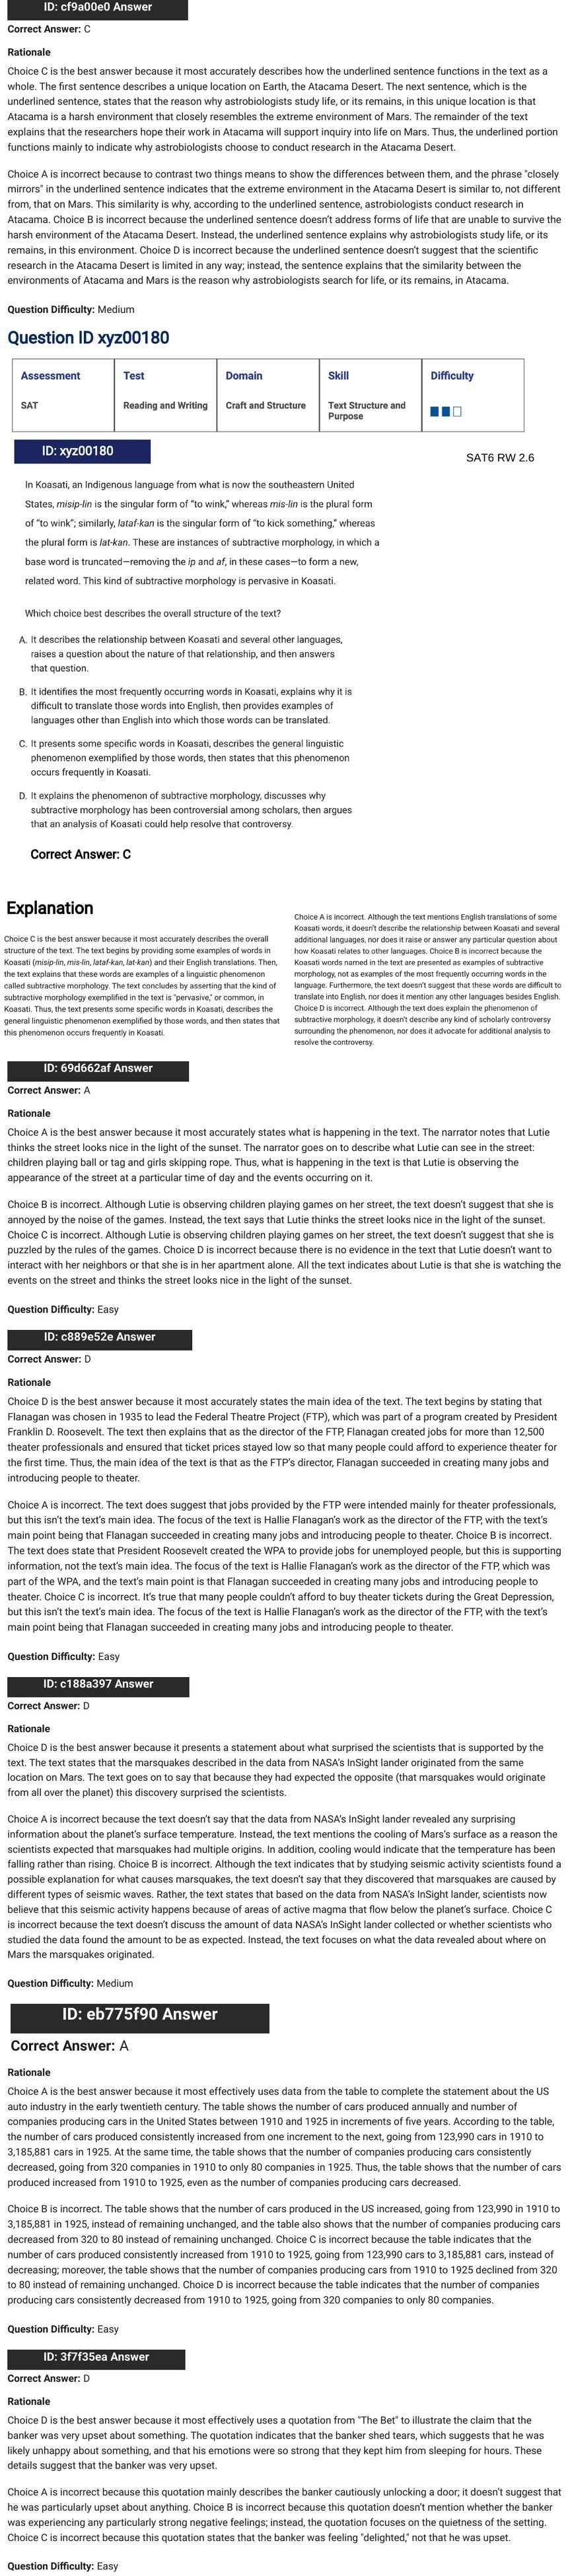 ID: cf9a00e0 Answer
Correct Answer: C
Rationale
Choice C is the best answer because it most accurately describes how the underlined sentence functions in the text as a
whole. The first sentence describes a unique location on Earth, the Atacama Desert. The next sentence, which is the
underlined sentence, states that the reason why astrobiologists study life, or its remains, in this unique location is that
Atacama is a harsh environment that closely resembles the extreme environment of Mars. The remainder of the text
explains that the researchers hope their work in Atacama will support inquiry into life on Mars. Thus, the underlined portion
functions mainly to indicate why astrobiologists choose to conduct research in the Atacama Desert.
Choice A is incorrect because to contrast two things means to show the differences between them, and the phrase "closely
mirrors" in the underlined sentence indicates that the extreme environment in the Atacama Desert is similar to, not different
from, that on Mars. This similarity is why, according to the underlined sentence, astrobiologists conduct research in
Atacama. Choice B is incorrect because the underlined sentence doesn't address forms of life that are unable to survive the
harsh environment of the Atacama Desert. Instead, the underlined sentence explains why astrobiologists study life, or its
remains, in this environment. Choice D is incorrect because the underlined sentence doesn't suggest that the scientific
research in the Atacama Desert is limited in any way; instead, the sentence explains that the similarity between the
environments of Atacama and Mars is the reason why astrobiologists search for life, or its remains, in Atacama.
Question Difficulty: Medium
Question ID xyz00180
Assessment Test Domain Skill Difficulty
SAT Reading and Writing Craft and Structure Text Structure and
Purpose
ID: xyz00180
SAT6 RW 2.6
In Koasati, an Indigenous language from what is now the southeastern United
States, misip-lin is the singular form of “to wink,” whereas mis-lin is the plural form
of “to wink”; similarly, lataf-kan is the singular form of “to kick something,” whereas
the plural form is lat-kan. These are instances of subtractive morphology, in which a
base word is truncated—removing the ip and af, in these cases—to form a new,
related word. This kind of subtractive morphology is pervasive in Koasati.
Which choice best describes the overall structure of the text?
A. It describes the relationship between Koasati and several other languages,
raises a question about the nature of that relationship, and then answers
that question.
B. It identifies the most frequently occurring words in Koasati, explains why it is
difficult to translate those words into English, then provides examples of
languages other than English into which those words can be translated.
C. It presents some specific words in Koasati, describes the general linguistic
phenomenon exemplified by those words, then states that this phenomenon
occurs frequently in Koasati.
D. It explains the phenomenon of subtractive morphology, discusses why
subtractive morphology has been controversial among scholars, then argues
that an analysis of Koasati could help resolve that controversy.
Correct Answer: C
Explanation
Choice C is the best answer because it most accurately describes the overall
structure of the text. The text begins by providing some examples of words in
Koasati (misip-lin, mis-lin, lataf-kan, lat-kan) and their English translations. Then,
the text explains that these words are examples of a linguistic phenomenon
called subtractive morphology. The text concludes by asserting that the kind of
subtractive morphology exemplified in the text is "pervasive," or common, in
Koasati. Thus, the text presents some specific words in Koasati, describes the
general linguistic phenomenon exemplified by those words, and then states that
this phenomenon occurs frequently in Koasati.
Choice A is incorrect. Although the text mentions English translations of some
Koasati words, it doesn't describe the relationship between Koasati and several
additional languages, nor does it raise or answer any particular question about
how Koasati relates to other languages. Choice B is incorrect because the
Koasati words named in the text are presented as examples of subtractive
morphology, not as examples of the most frequently occurring words in the
language. Furthermore, the text doesn't suggest that these words are difficult to
translate into English, nor does it mention any other languages besides English.
Choice D is incorrect. Although the text does explain the phenomenon of
subtractive morphology, it doesn't describe any kind of scholarly controversy
surrounding the phenomenon, nor does it advocate for additional analysis to
resolve the controversy.
ID: 69d662af Answer
Correct Answer: A
Rationale
Choice A is the best answer because it most accurately states what is happening in the text. The narrator notes that Lutie
thinks the street looks nice in the light of the sunset. The narrator goes on to describe what Lutie can see in the street:
children playing ball or tag and girls skipping rope. Thus, what is happening in the text is that Lutie is observing the
appearance of the street at a particular time of day and the events occurring on it.
Choice B is incorrect. Although Lutie is observing children playing games on her street, the text doesn't suggest that she is
annoyed by the noise of the games. Instead, the text says that Lutie thinks the street looks nice in the light of the sunset.
Choice C is incorrect. Although Lutie is observing children playing games on her street, the text doesn't suggest that she is
puzzled by the rules of the games. Choice D is incorrect because there is no evidence in the text that Lutie doesn't want to
interact with her neighbors or that she is in her apartment alone. All the text indicates about Lutie is that she is watching the
events on the street and thinks the street looks nice in the light of the sunset.
Question Difficulty: Easy
ID: c889e52e Answer
Correct Answer: D
Rationale
Choice D is the best answer because it most accurately states the main idea of the text. The text begins by stating that
Flanagan was chosen in 1935 to lead the Federal Theatre Project (FTP), which was part of a program created by President
Franklin D. Roosevelt. The text then explains that as the director of the FTP, Flanagan created jobs for more than 12,500
theater professionals and ensured that ticket prices stayed low so that many people could afford to experience theater for
the first time. Thus, the main idea of the text is that as the FTP's director, Flanagan succeeded in creating many jobs and
introducing people to theater.
Choice A is incorrect. The text does suggest that jobs provided by the FTP were intended mainly for theater professionals,
but this isn't the text's main idea. The focus of the text is Hallie Flanagan's work as the director of the FTP, with the text's
main point being that Flanagan succeeded in creating many jobs and introducing people to theater. Choice B is incorrect.
The text does state that President Roosevelt created the WPA to provide jobs for unemployed people, but this is supporting
information, not the text's main idea. The focus of the text is Hallie Flanagan's work as the director of the FTP, which was
part of the WPA, and the text's main point is that Flanagan succeeded in creating many jobs and introducing people to
theater. Choice C is incorrect. It's true that many people couldn't afford to buy theater tickets during the Great Depression,
but this isn't the text's main idea. The focus of the text is Hallie Flanagan's work as the director of the FTP, with the text's
main point being that Flanagan succeeded in creating many jobs and introducing people to theater.
Question Difficulty: Easy
ID: c188a397 Answer
Correct Answer: D
Rationale
Choice D is the best answer because it presents a statement about what surprised the scientists that is supported by the
text. The text states that the marsquakes described in the data from NASA's InSight lander originated from the same
location on Mars. The text goes on to say that because they had expected the opposite (that marsquakes would originate
from all over the planet) this discovery surprised the scientists.
Choice A is incorrect because the text doesn't say that the data from NASA's InSight lander revealed any surprising
information about the planet's surface temperature. Instead, the text mentions the cooling of Mars's surface as a reason the
scientists expected that marsquakes had multiple origins. In addition, cooling would indicate that the temperature has been
falling rather than rising. Choice B is incorrect. Although the text indicates that by studying seismic activity scientists found a
possible explanation for what causes marsquakes, the text doesn't say that they discovered that marsquakes are caused by
different types of seismic waves. Rather, the text states that based on the data from NASA's InSight lander, scientists now
believe that this seismic activity happens because of areas of active magma that flow below the planet's surface. Choice C
is incorrect because the text doesn't discuss the amount of data NASA's InSight lander collected or whether scientists who
studied the data found the amount to be as expected. Instead, the text focuses on what the data revealed about where on
Mars the marsquakes originated.
Question Difficulty: Medium
ID: eb775f90 Answer
Correct Answer: A
Rationale
Choice A is the best answer because it most effectively uses data from the table to complete the statement about the US
auto industry in the early twentieth century. The table shows the number of cars produced annually and number of
companies producing cars in the United States between 1910 and 1925 in increments of five years. According to the table,
the number of cars produced consistently increased from one increment to the next, going from 123,990 cars in 1910 to
3,185,881 cars in 1925. At the same time, the table shows that the number of companies producing cars consistently
decreased, going from 320 companies in 1910 to only 80 companies in 1925. Thus, the table shows that the number of cars
produced increased from 1910 to 1925, even as the number of companies producing cars decreased.
Choice B is incorrect. The table shows that the number of cars produced in the US increased, going from 123,990 in 1910 to
3,185,881 in 1925, instead of remaining unchanged, and the table also shows that the number of companies producing cars
decreased from 320 to 80 instead of remaining unchanged. Choice C is incorrect because the table indicates that the
number of cars produced consistently increased from 1910 to 1925, going from 123,990 cars to 3,185,881 cars, instead of
decreasing; moreover, the table shows that the number of companies producing cars from 1910 to 1925 declined from 320
to 80 instead of remaining unchanged. Choice D is incorrect because the table indicates that the number of companies
producing cars consistently decreased from 1910 to 1925, going from 320 companies to only 80 companies.
Question Difficulty: Easy
ID: 3f7f35ea Answer
Correct Answer: D
Rationale
Choice D is the best answer because it most effectively uses a quotation from "The Bet" to illustrate the claim that the
banker was very upset about something. The quotation indicates that the banker shed tears, which suggests that he was
likely unhappy about something, and that his emotions were so strong that they kept him from sleeping for hours. These
details suggest that the banker was very upset.
Choice A is incorrect because this quotation mainly describes the banker cautiously unlocking a door; it doesn't suggest that
he was particularly upset about anything. Choice B is incorrect because this quotation doesn't mention whether the banker
was experiencing any particularly strong negative feelings; instead, the quotation focuses on the quietness of the setting.
Choice C is incorrect because this quotation states that the banker was feeling "delighted," not that he was upset.
Question Difficulty: Easy